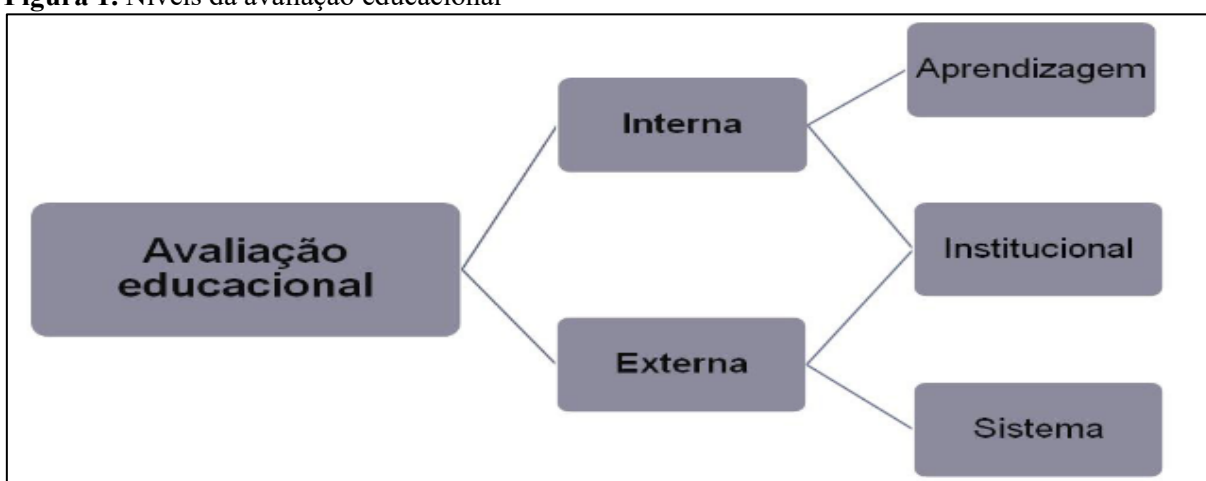 Figura 1. Níveis da avaliação educacional
Avaliação
educacional
Interna
Externa
Aprendizagem
Institucional
Sistema